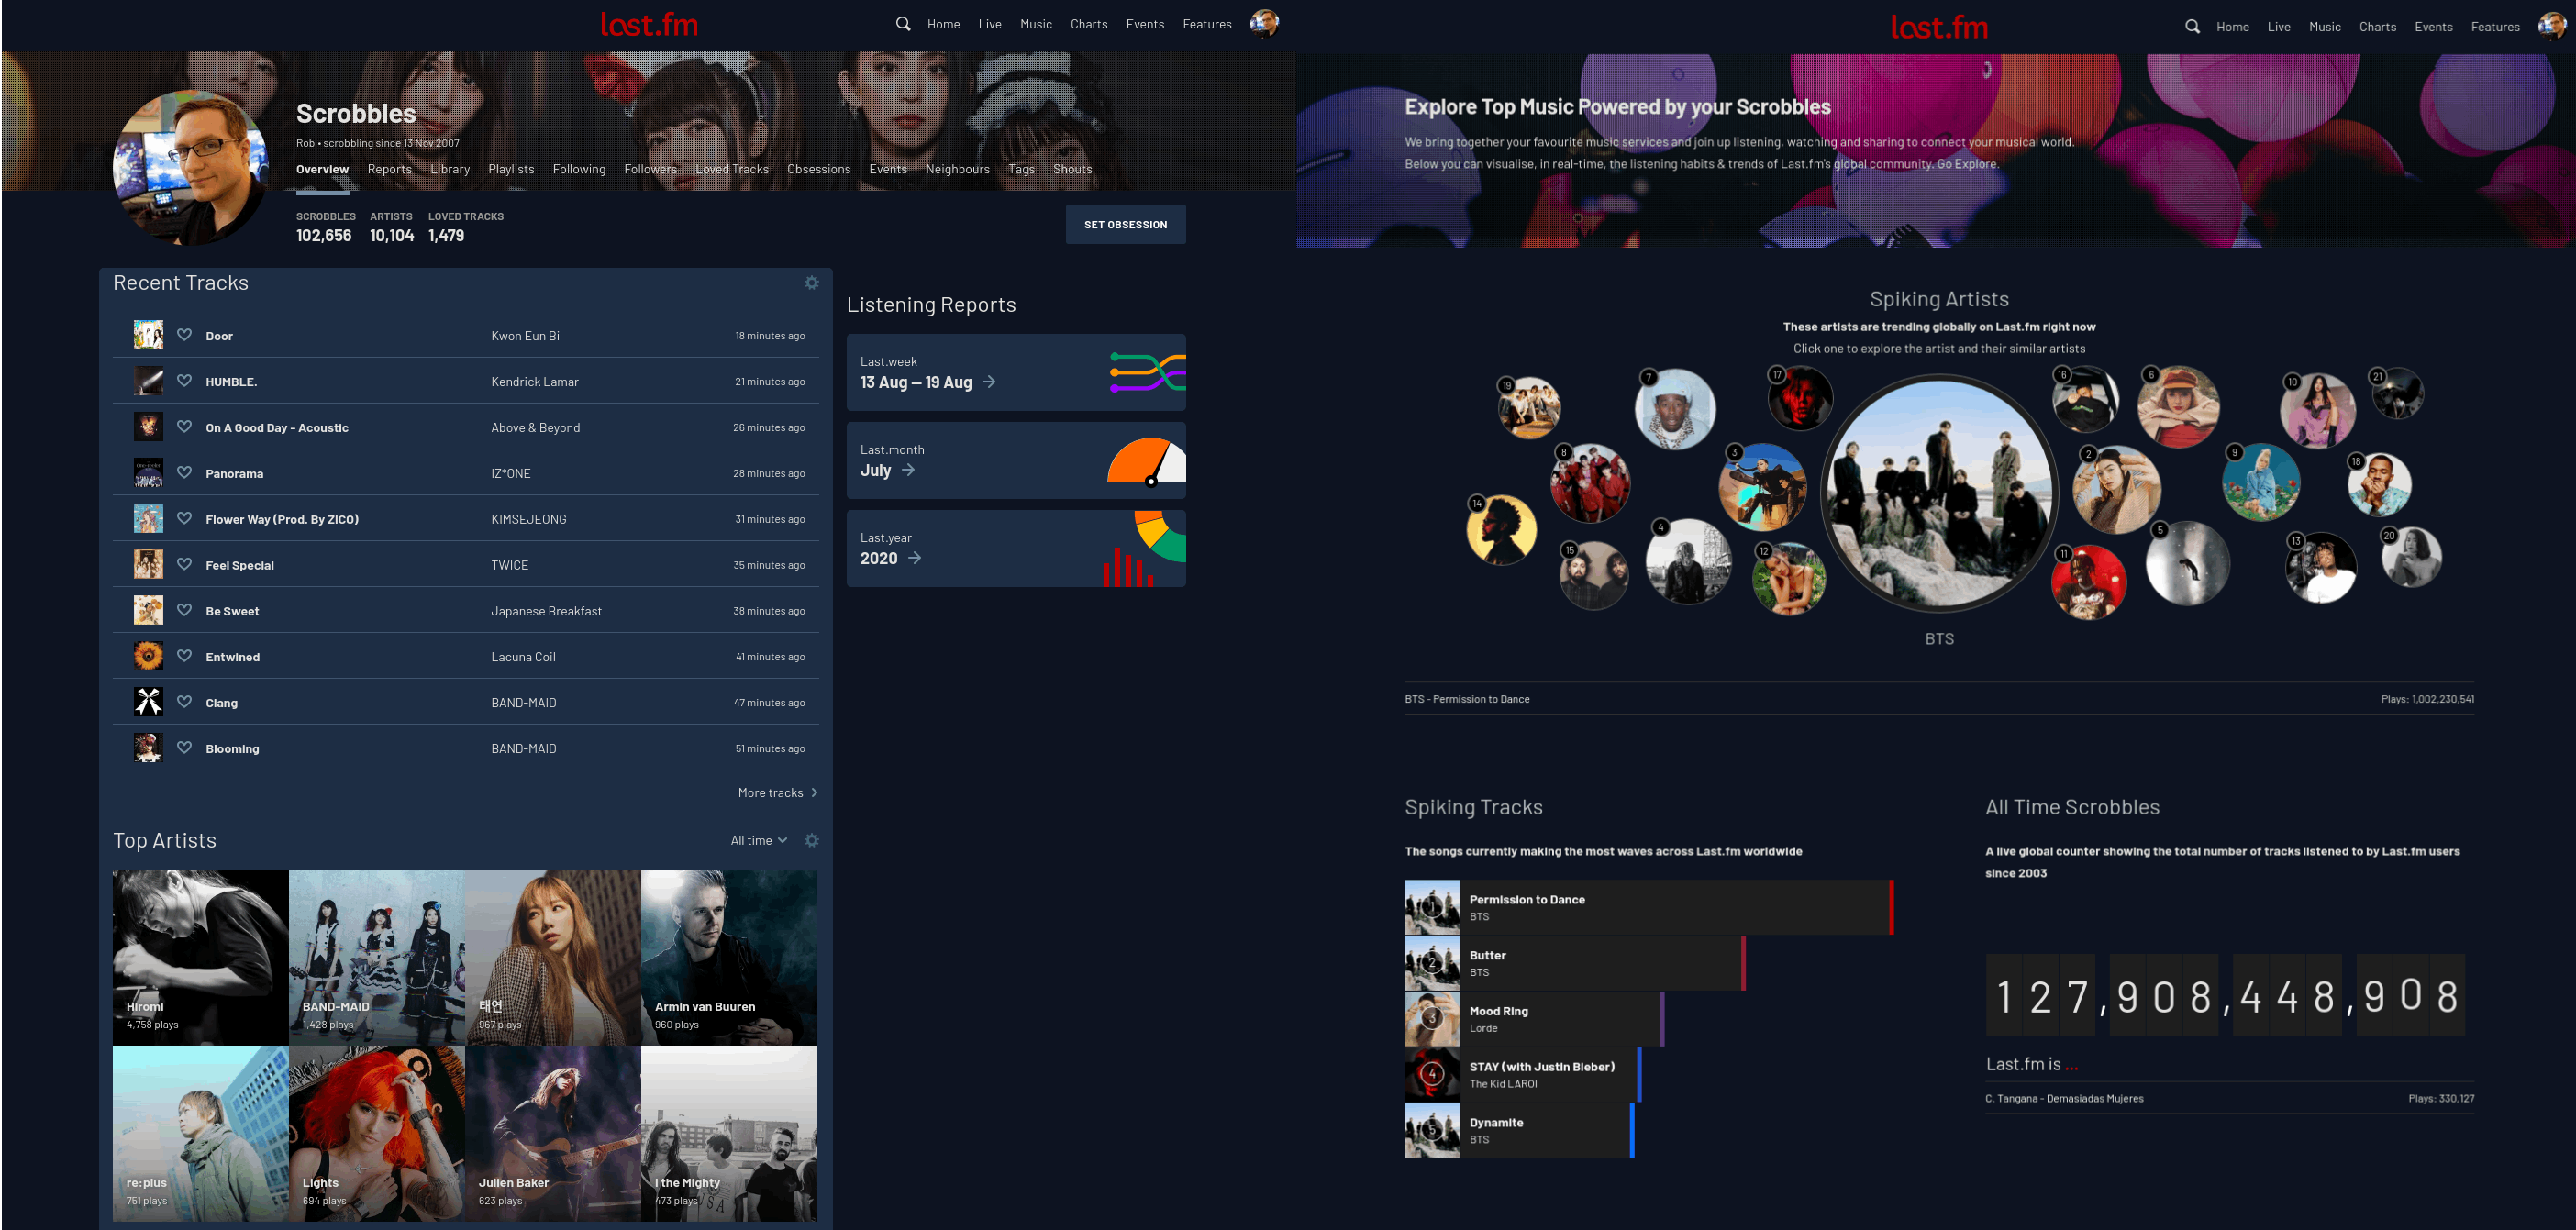 last.fm
Home Live Music Charts Events Features
Scrobbles
Rob • scrobbling since 13 Nov 2007
Overview Reports Library Playlists Following Followers Loved Tracks Obsessions Events Neighbours Tags Shouts
SCROBBLES ARTISTS LOVED TRACKS
102,656 10,104 1,479
SET OBSESSION
Recent Tracks
Door Kwon Eun Bi 18 minutes ago
HUMBLE. Kendrick Lamar 21 minutes ago
On A Good Day - Acoustic Above & Beyond 26 minutes ago
Panorama IZ*ONE 28 minutes ago
Flower Way (Prod. By ZICO) KIMSEJEONG 31 minutes ago
Feel Special TWICE 35 minutes ago
Be Sweet Japanese Breakfast 38 minutes ago
Entwined Lacuna Coil 41 minutes ago
Clang BAND-MAID 47 minutes ago
Blooming BAND-MAID 51 minutes ago
More tracks
Top Artists
All time
Hiromi
4,758 plays
BAND-MAID
1,428 plays
태연
967 plays
Armin van Buuren
960 plays
re:plus
751 plays
Lights
694 plays
Julien Baker
623 plays
I the Mighty
473 plays
Listening Reports
Last.week
13 Aug — 19 Aug
Last.month
July
Last.year
2020
last.fm
Home Live Music Charts Events Features
Explore Top Music Powered by your Scrobbles
We bring together your favourite music services and join up listening, watching and sharing to connect your musical world.
Below you can visualise, in real-time, the listening habits & trends of Last.fm's global community. Go Explore.
Spiking Artists
These artists are trending globally on Last.fm right now
Click one to explore the artist and their similar artists
19 7 17 16 6 10 21
8 3 2 9 18
14 4 5
15 12 11 13 20
BTS
BTS - Permission to Dance Plays: 1,002,230,541
Spiking Tracks
The songs currently making the most waves across Last.fm worldwide
1 Permission to Dance
BTS
2 Butter
BTS
3 Mood Ring
Lorde
4 STAY (with Justin Bieber)
The Kid LAROI
5 Dynamite
BTS
All Time Scrobbles
A live global counter showing the total number of tracks listened to by Last.fm users
since 2003
127,908,448,908
Last.fm is ...
C. Tangana - Demasiadas Mujeres Plays: 330,127